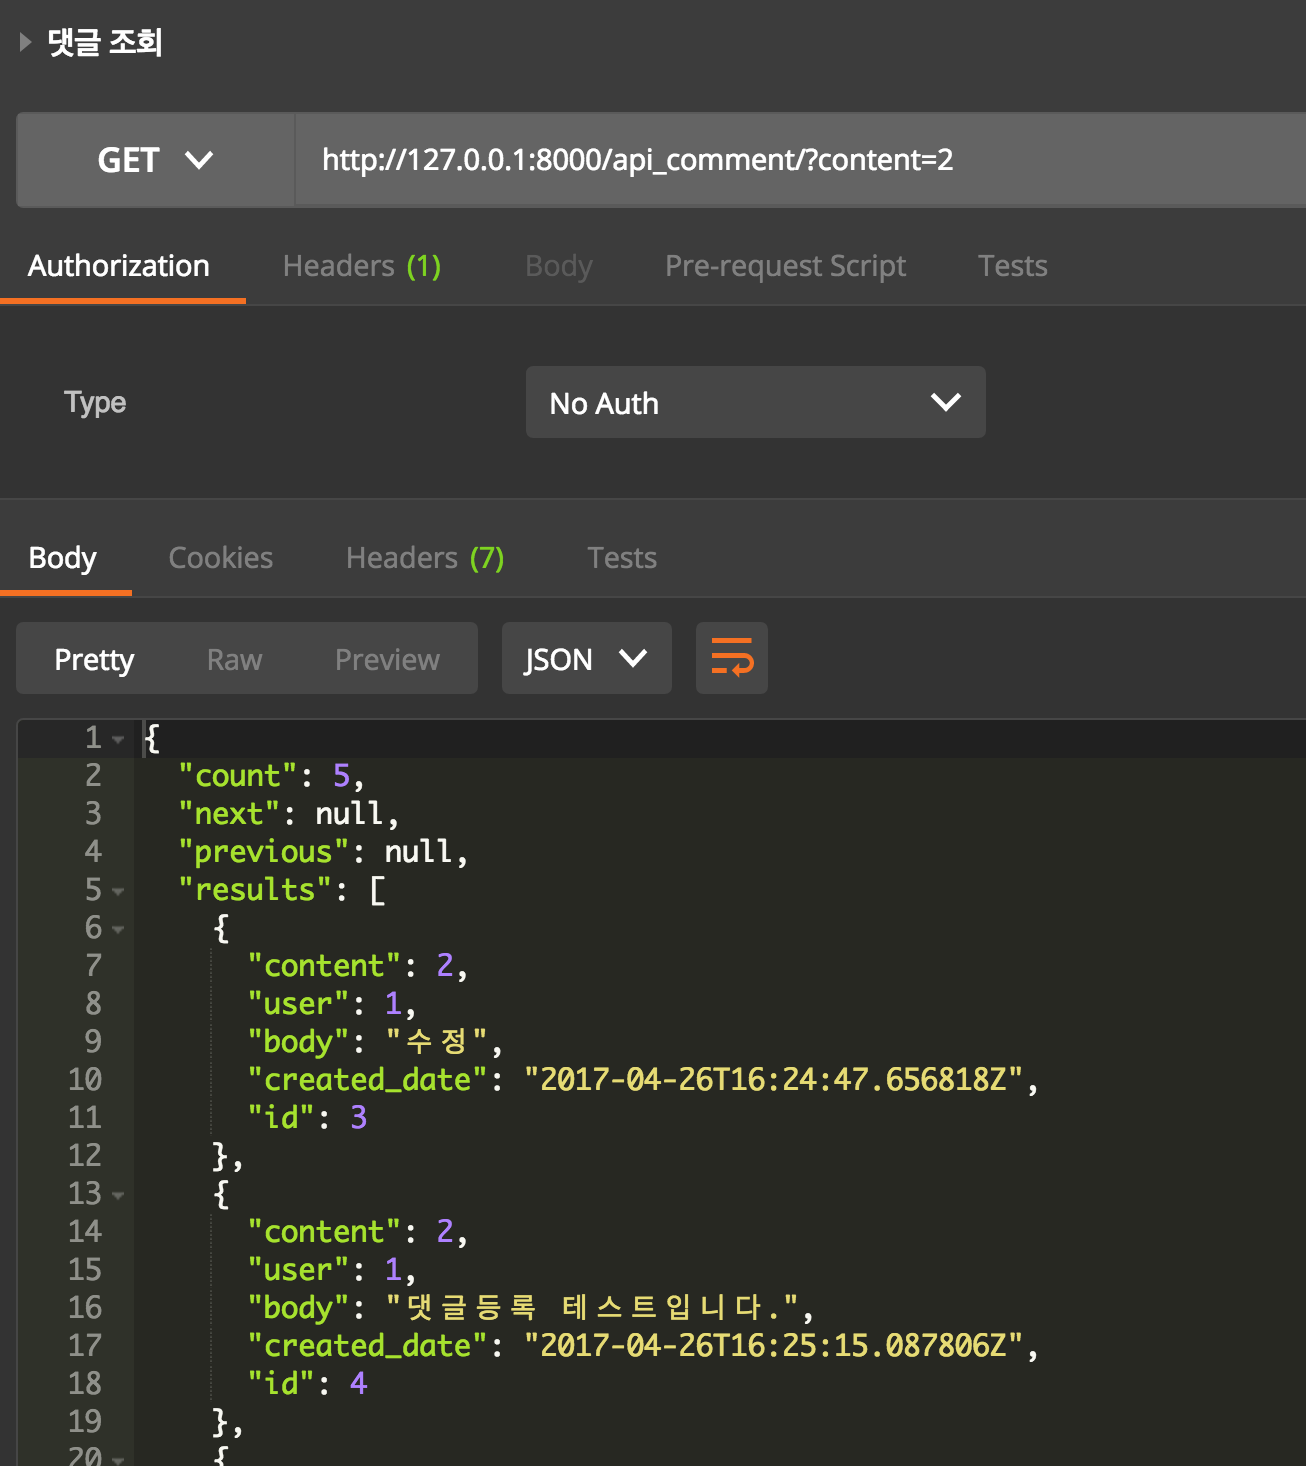 댓글 조회
GET http://127.0.0.1:8000/api_comment/?content=2
Authorization Headers (1) Body Pre-request Script Tests
Type No Auth
Body Cookies Headers (7) Tests
Pretty Raw Preview JSON
1 {
2 "count": 5,
3 "next": null,
4 "previous": null,
5 "results": [
6 {
7 "content": 2,
8 "user": 1,
9 "body": "수정",
10 "created_date": "2017-04-26T16:24:47.656818Z",
11 "id": 3
12 },
13 {
14 "content": 2,
15 "user": 1,
16 "body": "댓글등록 테스트입니다.",
17 "created_date": "2017-04-26T16:25:15.087806Z",
18 "id": 4
19 },
20 {